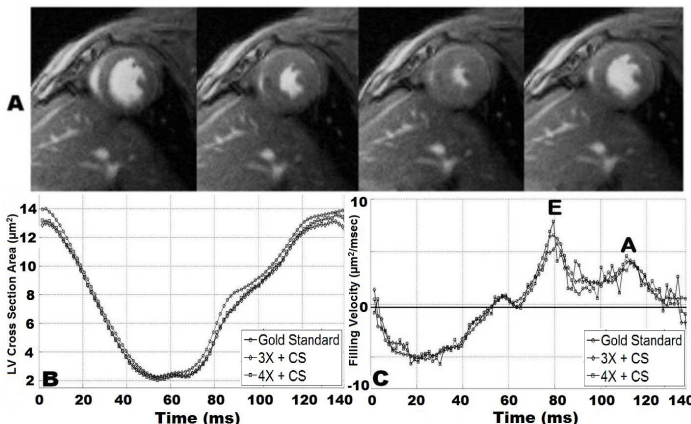 A
LV Cross Section Area (µm²)
14
12
10
8
6
4
2
B
Gold Standard
3X + CS
4X + CS
0 20 40 60 80 100 120 140
Time (ms)
Filling Velocity (µm²/msec)
10
0
-10
E
A
C
Gold Standard
3X + CS
4X + CS
0 20 40 60 80 100 120 140
Time (ms)